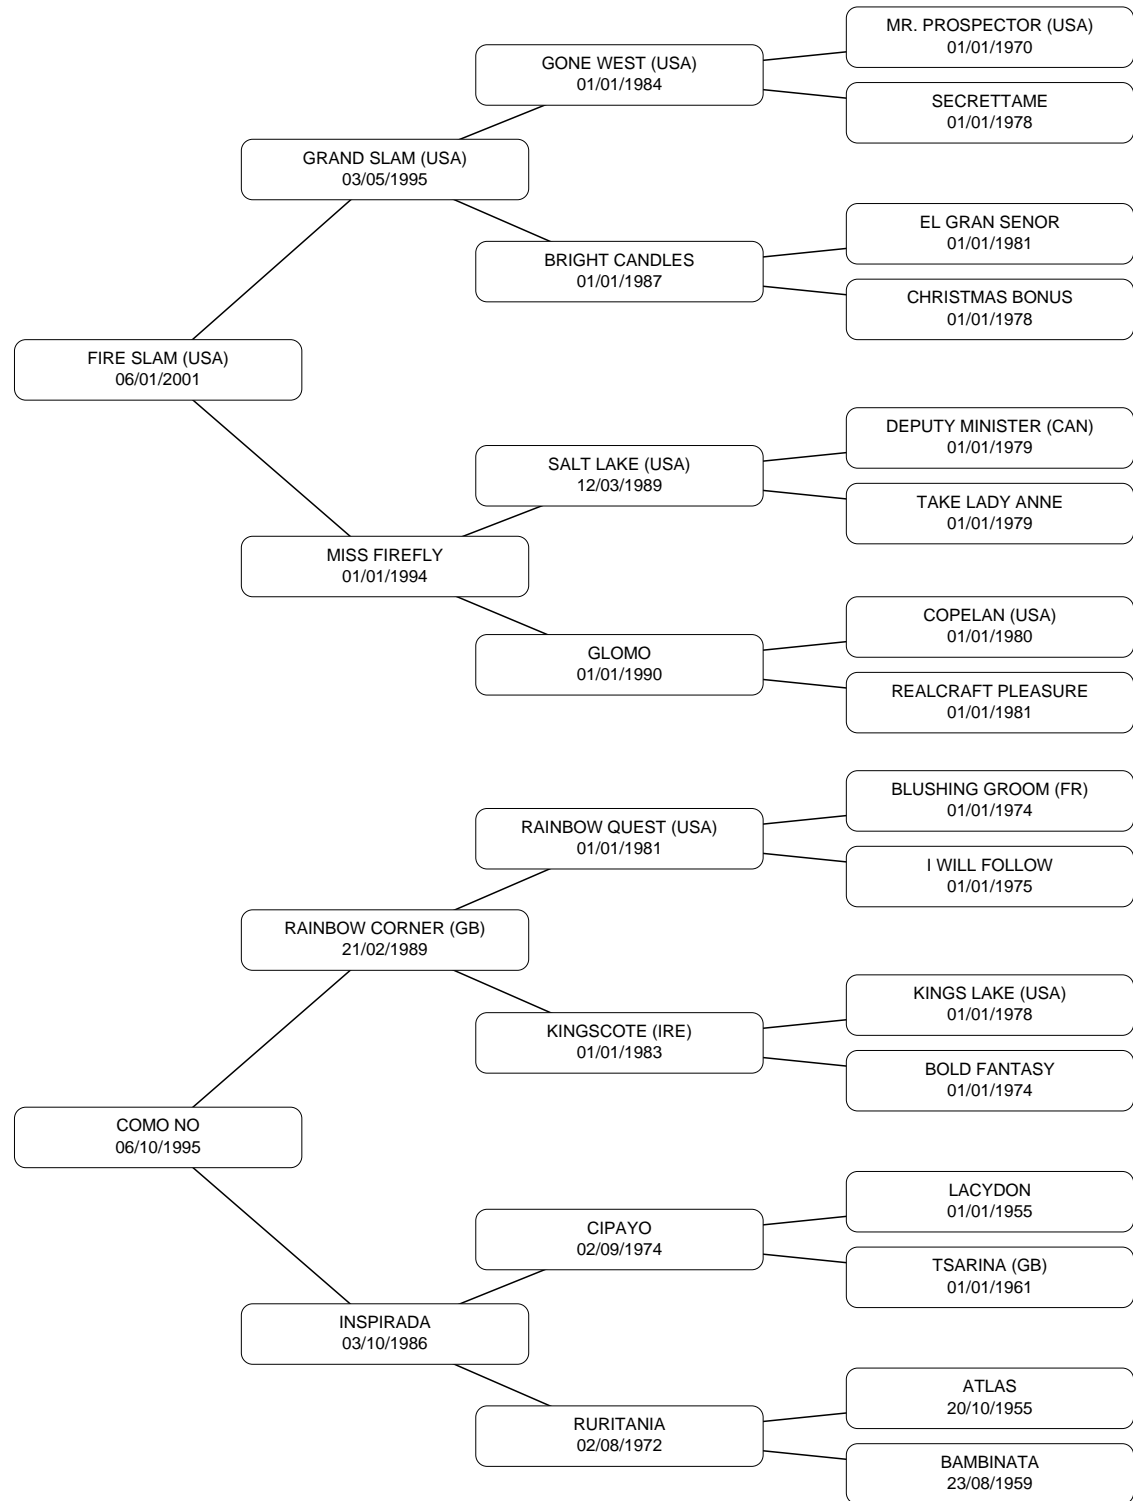 MR. PROSPECTOR (USA)
01/01/1970
GONE WEST (USA)
01/01/1984
SECRETTAME
01/01/1978
GRAND SLAM (USA)
03/05/1995
EL GRAN SENOR
01/01/1981
BRIGHT CANDLES
01/01/1987
CHRISTMAS BONUS
01/01/1978
FIRE SLAM (USA)
06/01/2001
DEPUTY MINISTER (CAN)
01/01/1979
SALT LAKE (USA)
12/03/1989
TAKE LADY ANNE
01/01/1979
MISS FIREFLY
01/01/1994
COPELAN (USA)
01/01/1980
GLOMO
01/01/1990
REALCRAFT PLEASURE
01/01/1981
BLUSHING GROOM (FR)
01/01/1974
RAINBOW QUEST (USA)
01/01/1981
I WILL FOLLOW
01/01/1975
RAINBOW CORNER (GB)
21/02/1989
KINGS LAKE (USA)
01/01/1978
KINGSCOTE (IRE)
01/01/1983
BOLD FANTASY
01/01/1974
COMO NO
06/10/1995
LACYDON
01/01/1955
CIPAYO
02/09/1974
TSARINA (GB)
01/01/1961
INSPIRADA
03/10/1986
ATLAS
20/10/1955
RURITANIA
02/08/1972
BAMBINATA
23/08/1959